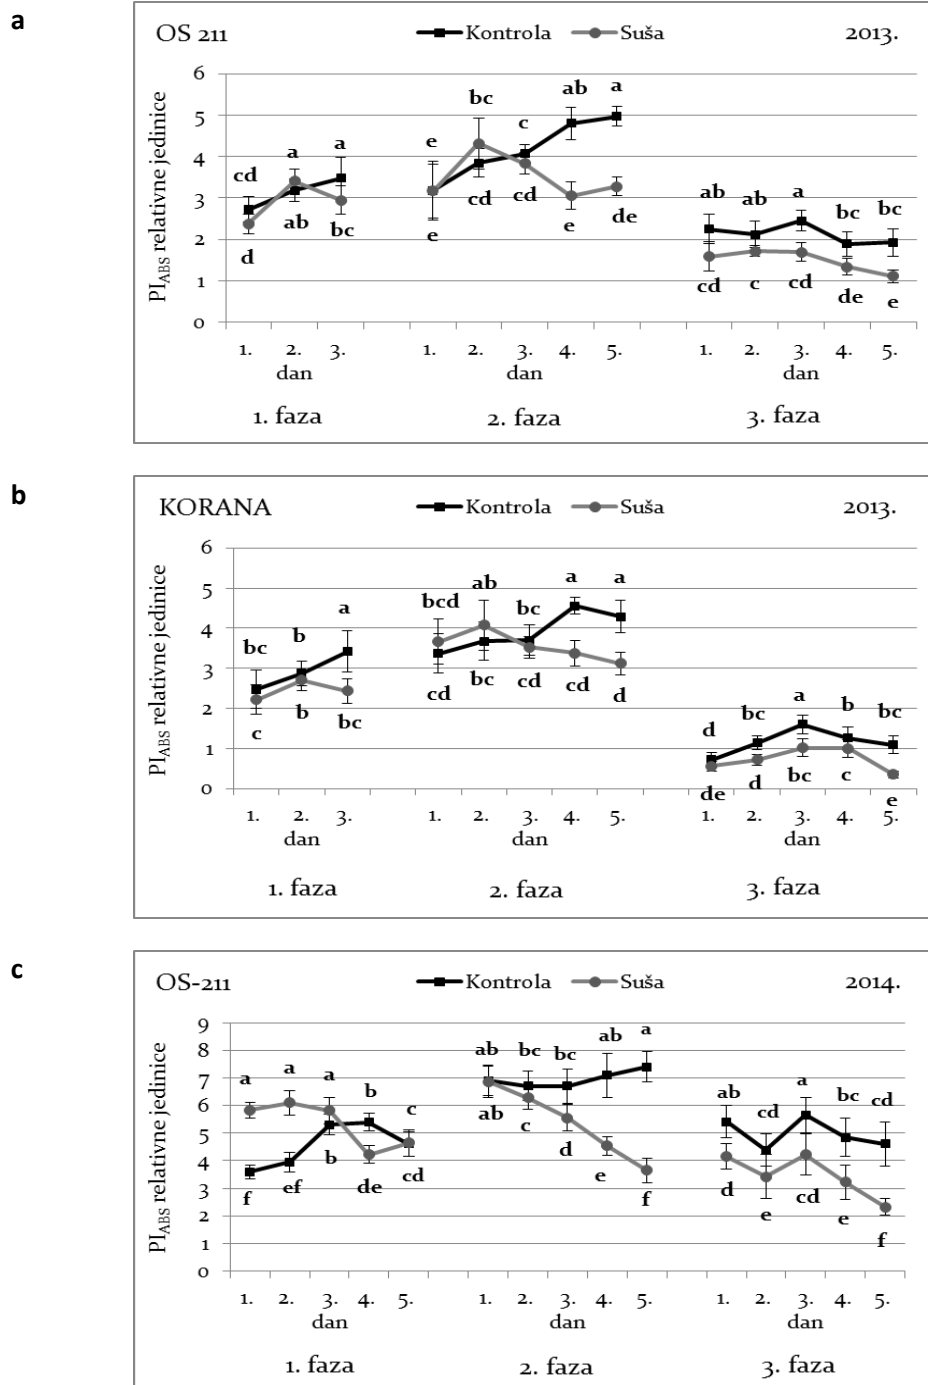 a
OS 211 Kontrola Suša 2013.
PI_ABS relativne jedinice
6
5
4
3
2
1
0
cd a a
d ab bc
e bc c ab a
e cd cd e de
ab ab a bc bc
cd c cd de e
1. 2. 3. 1. 2. 3. 4. 5. 1. 2. 3. 4. 5.
dan dan dan
1. faza 2. faza 3. faza
b
KORANA Kontrola Suša 2013.
PI_ABS relativne jedinice
6
5
4
3
2
1
0
bc b a
c b bc
bcd ab bc a a
cd bc cd cd d
d bc a b bc
de d bc c e
1. 2. 3. 1. 2. 3. 4. 5. 1. 2. 3. 4. 5.
dan dan dan
1. faza 2. faza 3. faza
c
OS-211 Kontrola Suša 2014.
PI_ABS relativne jedinice
9
8
7
6
5
4
3
2
1
0
a a a b c
f ef b de cd
ab bc bc ab a
ab c d e f
ab cd a bc cd
d e cd e f
1. 2. 3. 4. 5. 1. 2. 3. 4. 5. 1. 2. 3. 4. 5.
dan dan dan
1. faza 2. faza 3. faza